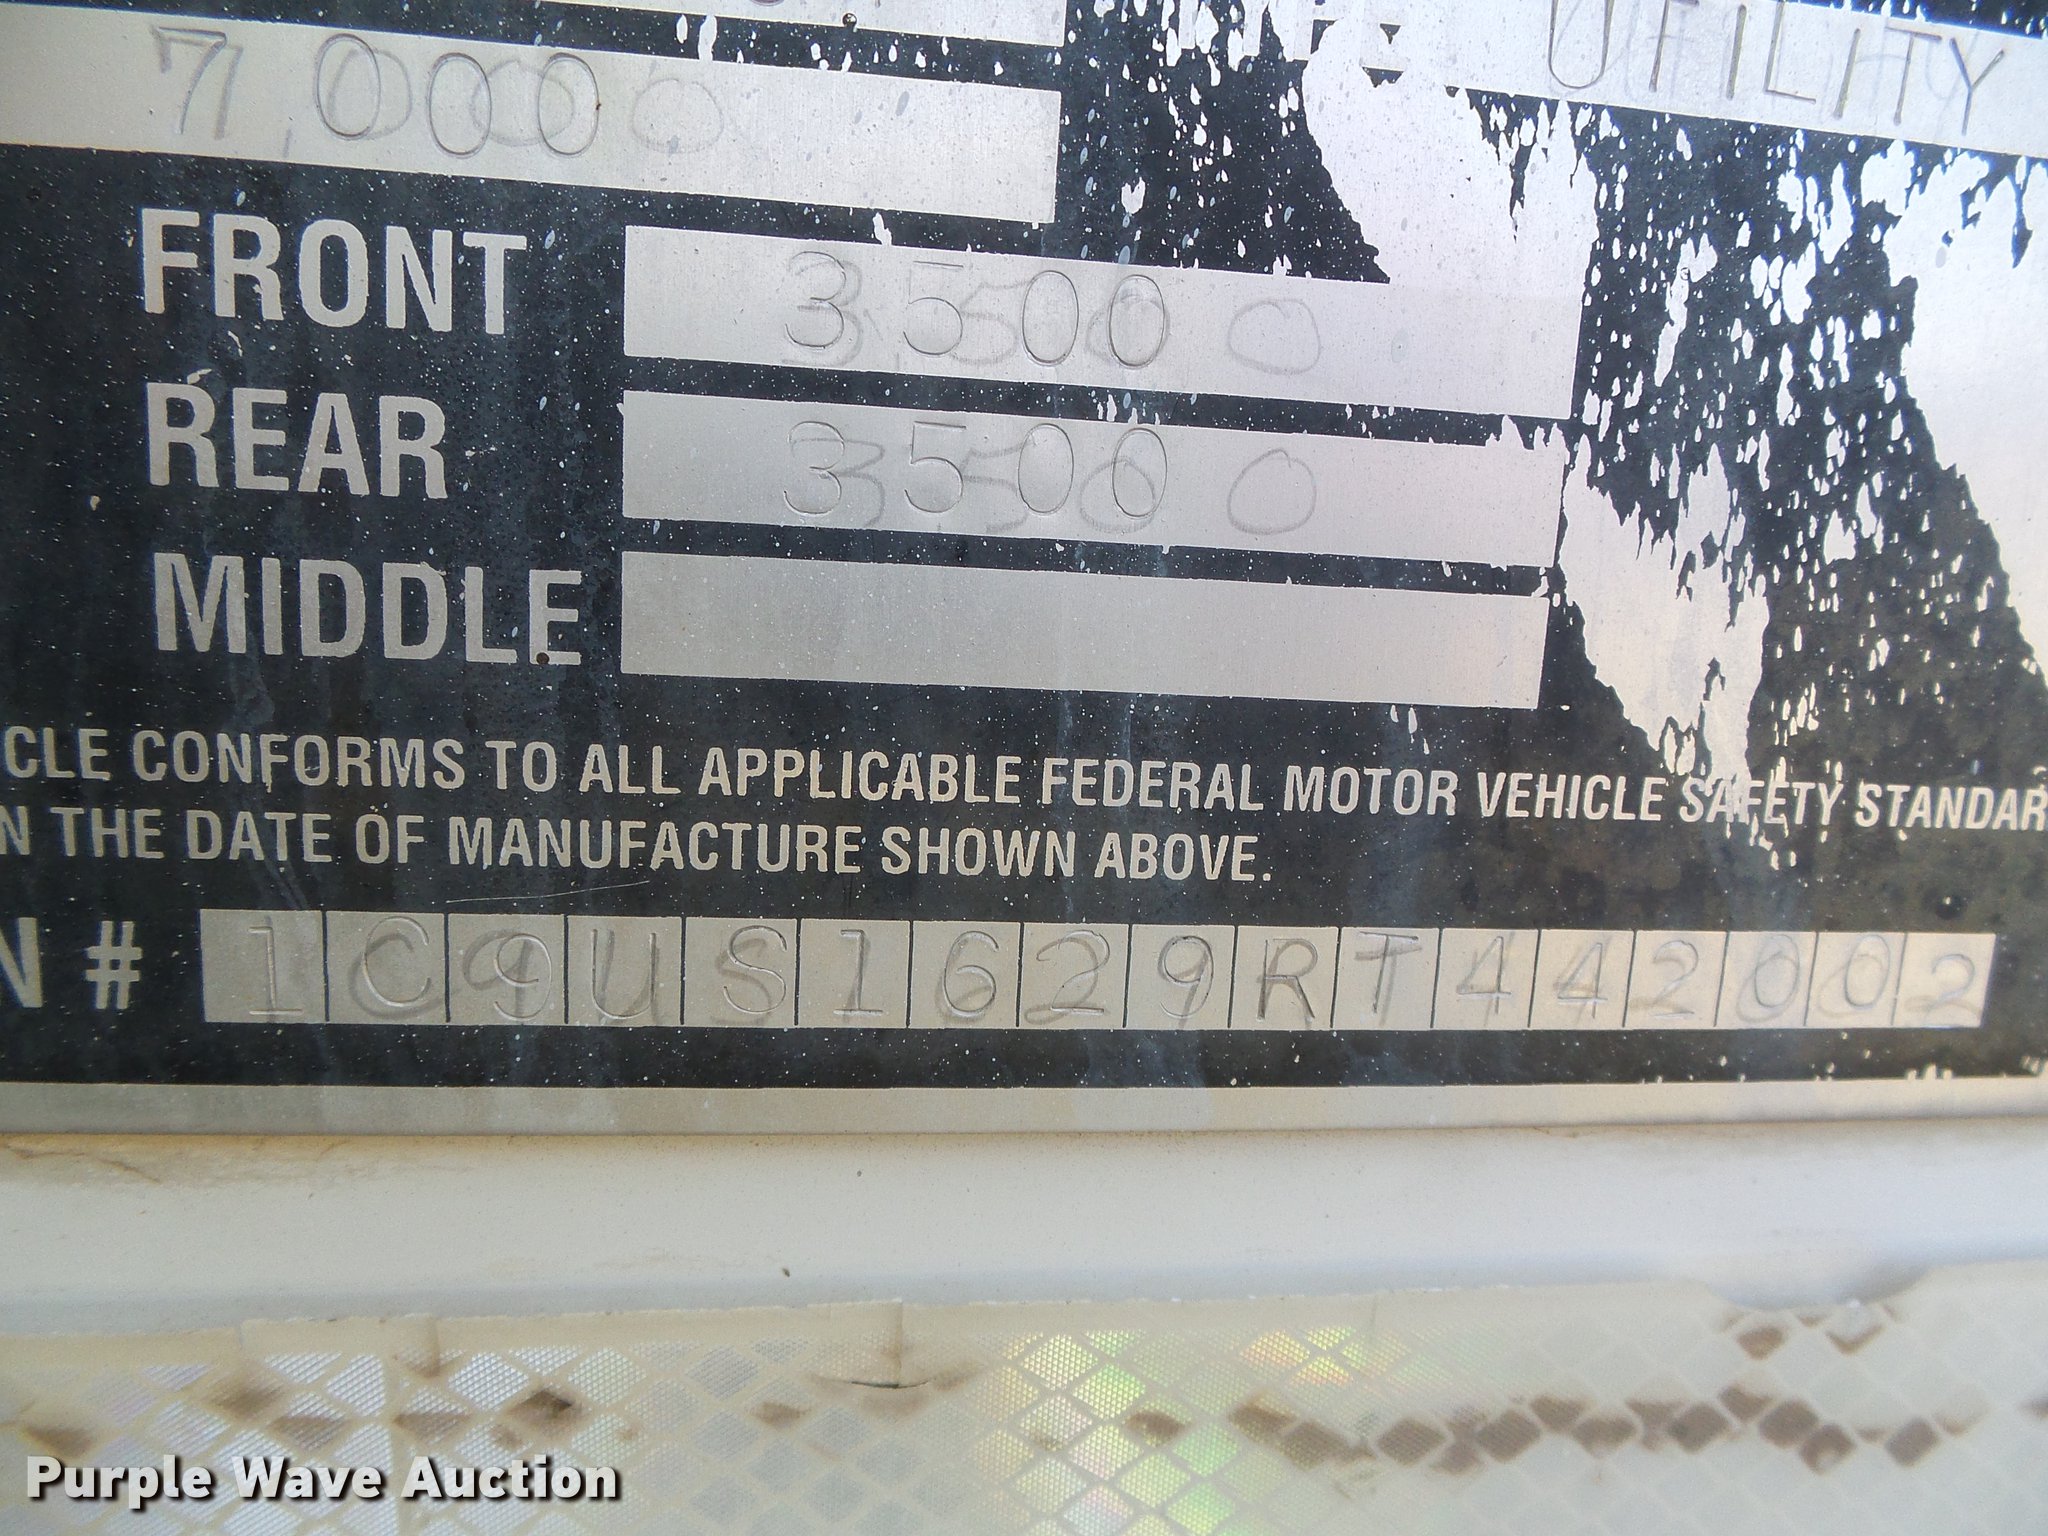 UTILITY
7,000
FRONT 3500
REAR 3500
MIDDLE
CLE CONFORMS TO ALL APPLICABLE FEDERAL MOTOR VEHICLE SAFETY STANDAR
N THE DATE OF MANUFACTURE SHOWN ABOVE.
N # 1C9US1629RT442002
Purple Wave Auction